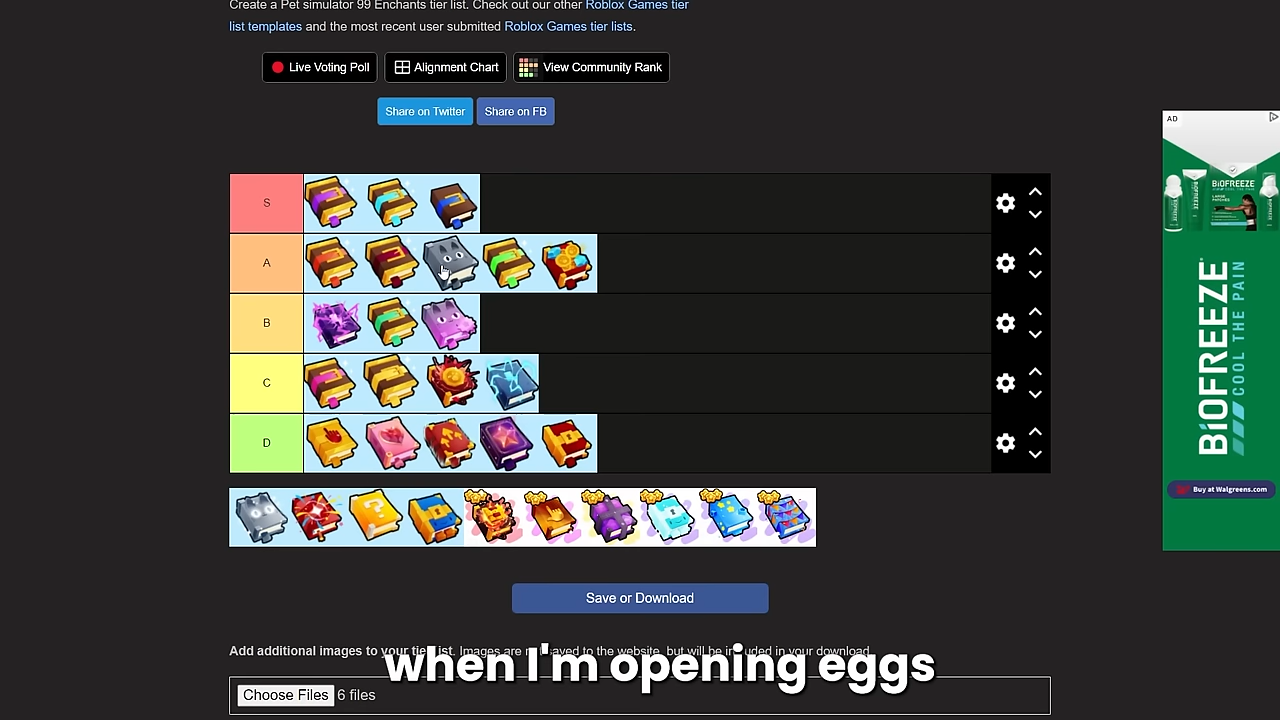 Create a Pet simulator 99 Enchants tier list. Check out our other Roblox Games tier
list templates and the most recent user submitted Roblox Games tier lists.
Live Voting Poll
Alignment Chart
View Community Rank
Share on Twitter
Share on FB
AD
BIOFREEZE
S
A
B
C
D
BIOFREEZE
COOL THE PAIN
Buy at Walgreens.com
Save or Download
Add additional images to your tier list. Images are not saved to the website, but will be included in your download.
when I'm opening eggs
Choose Files 6 files